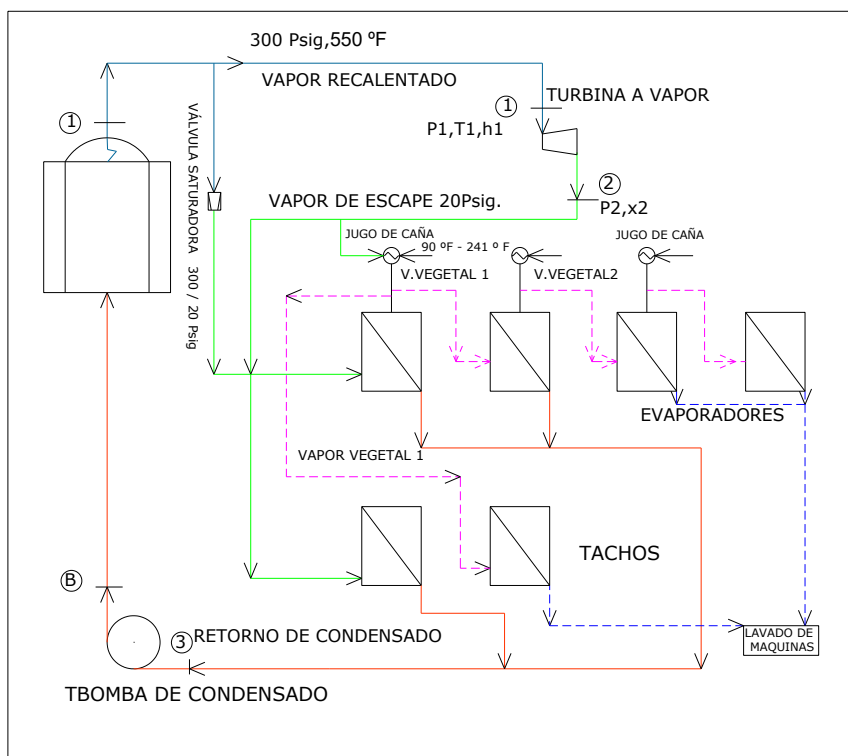 300 Psig,550 ºF
VAPOR RECALENTADO
1
1
TURBINA A VAPOR
P1,T1,h1
VÁLVULA SATURADORA 300 / 20 Psig
2
VAPOR DE ESCAPE 20Psig.
P2,x2
JUGO DE CAÑA
90 ºF - 241 º F
JUGO DE CAÑA
V.VEGETAL 1
V.VEGETAL2
EVAPORADORES
VAPOR VEGETAL 1
TACHOS
B
3
RETORNO DE CONDENSADO
LAVADO DE
MAQUINAS
TBOMBA DE CONDENSADO